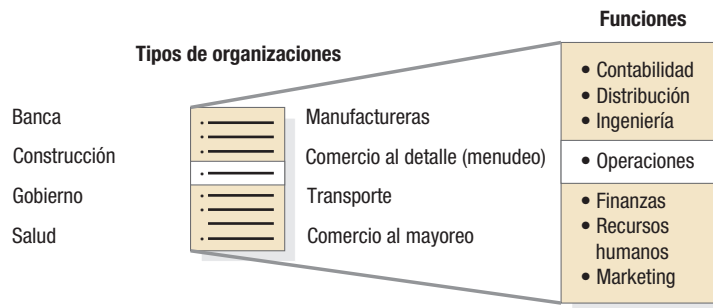 Funciones
Tipos de organizaciones
Banca
Construcción
Gobierno
Salud
Manufactureras
Comercio al detalle (menudeo)
Transporte
Comercio al mayoreo
• Contabilidad
• Distribución
• Ingeniería
• Operaciones
• Finanzas
• Recursos
humanos
• Marketing